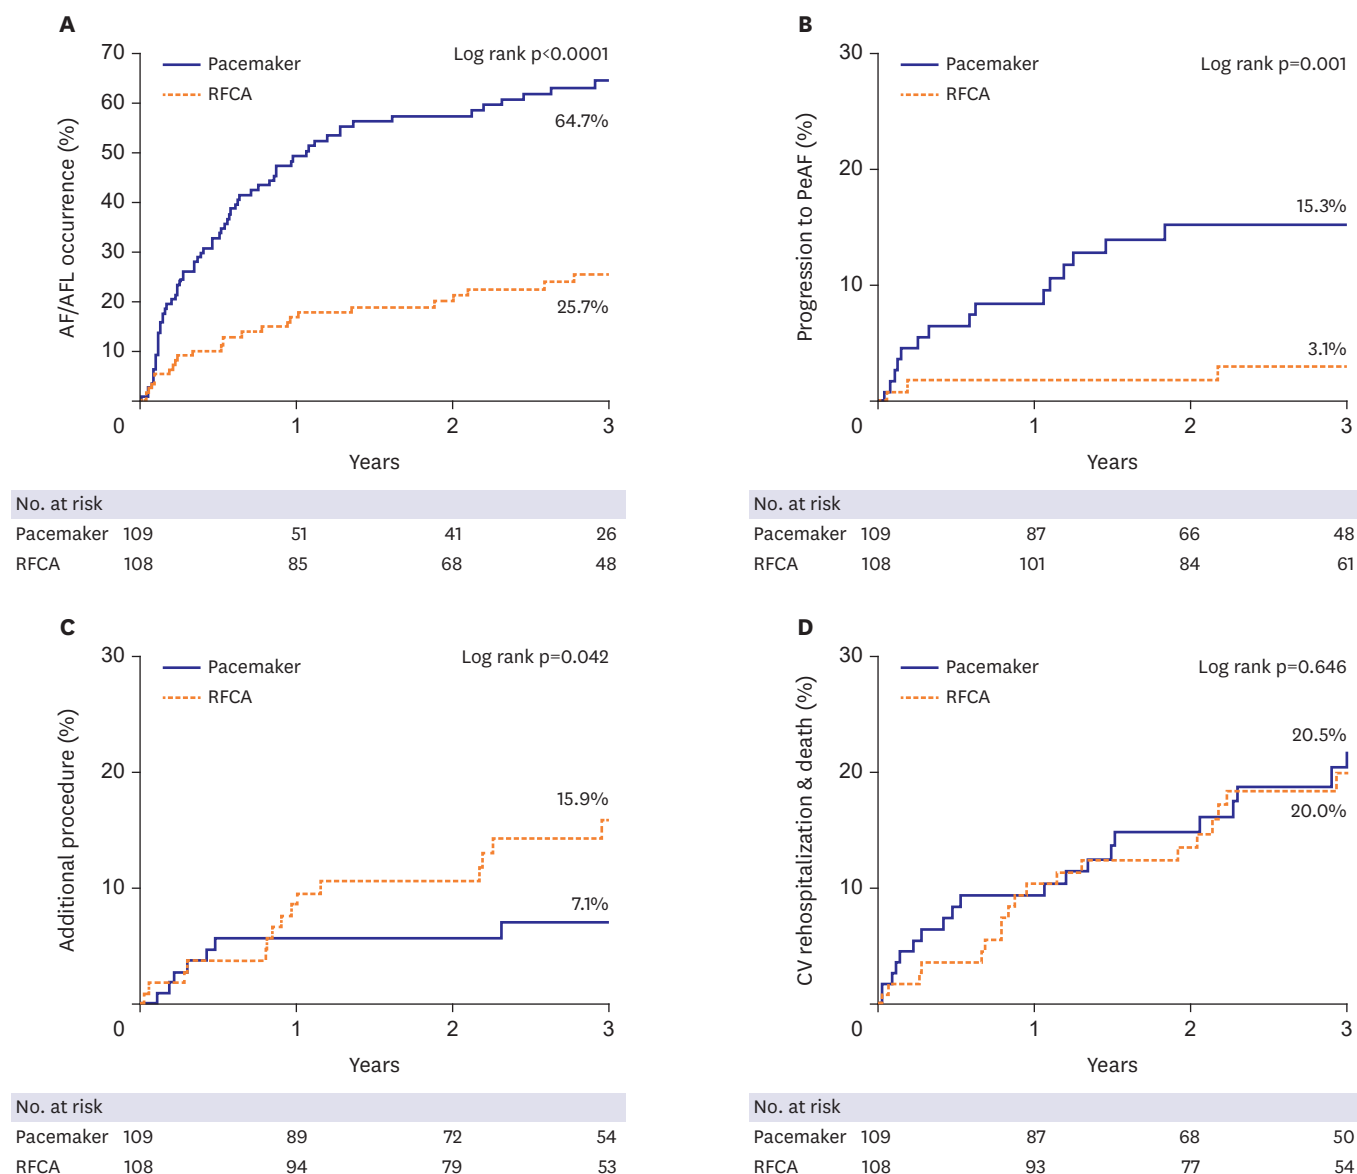 A
AF/AFL occurrence (%)
70
60
50
40
30
20
10
0
1
2
3
Years
Pacemaker
RFCA
Log rank p<0.0001
64.7%
25.7%
No. at risk
Pacemaker 109 51 41 26
RFCA 108 85 68 48
B
Progression to PeAF (%)
30
20
10
0
1
2
3
Years
Pacemaker
RFCA
Log rank p=0.001
15.3%
3.1%
No. at risk
Pacemaker 109 87 66 48
RFCA 108 101 84 61
C
Additional procedure (%)
30
20
10
0
1
2
3
Years
Pacemaker
RFCA
Log rank p=0.042
15.9%
7.1%
No. at risk
Pacemaker 109 89 72 54
RFCA 108 94 79 53
D
CV rehospitalization & death (%)
30
20
10
0
1
2
3
Years
Pacemaker
RFCA
Log rank p=0.646
20.5%
20.0%
No. at risk
Pacemaker 109 87 68 50
RFCA 108 93 77 54